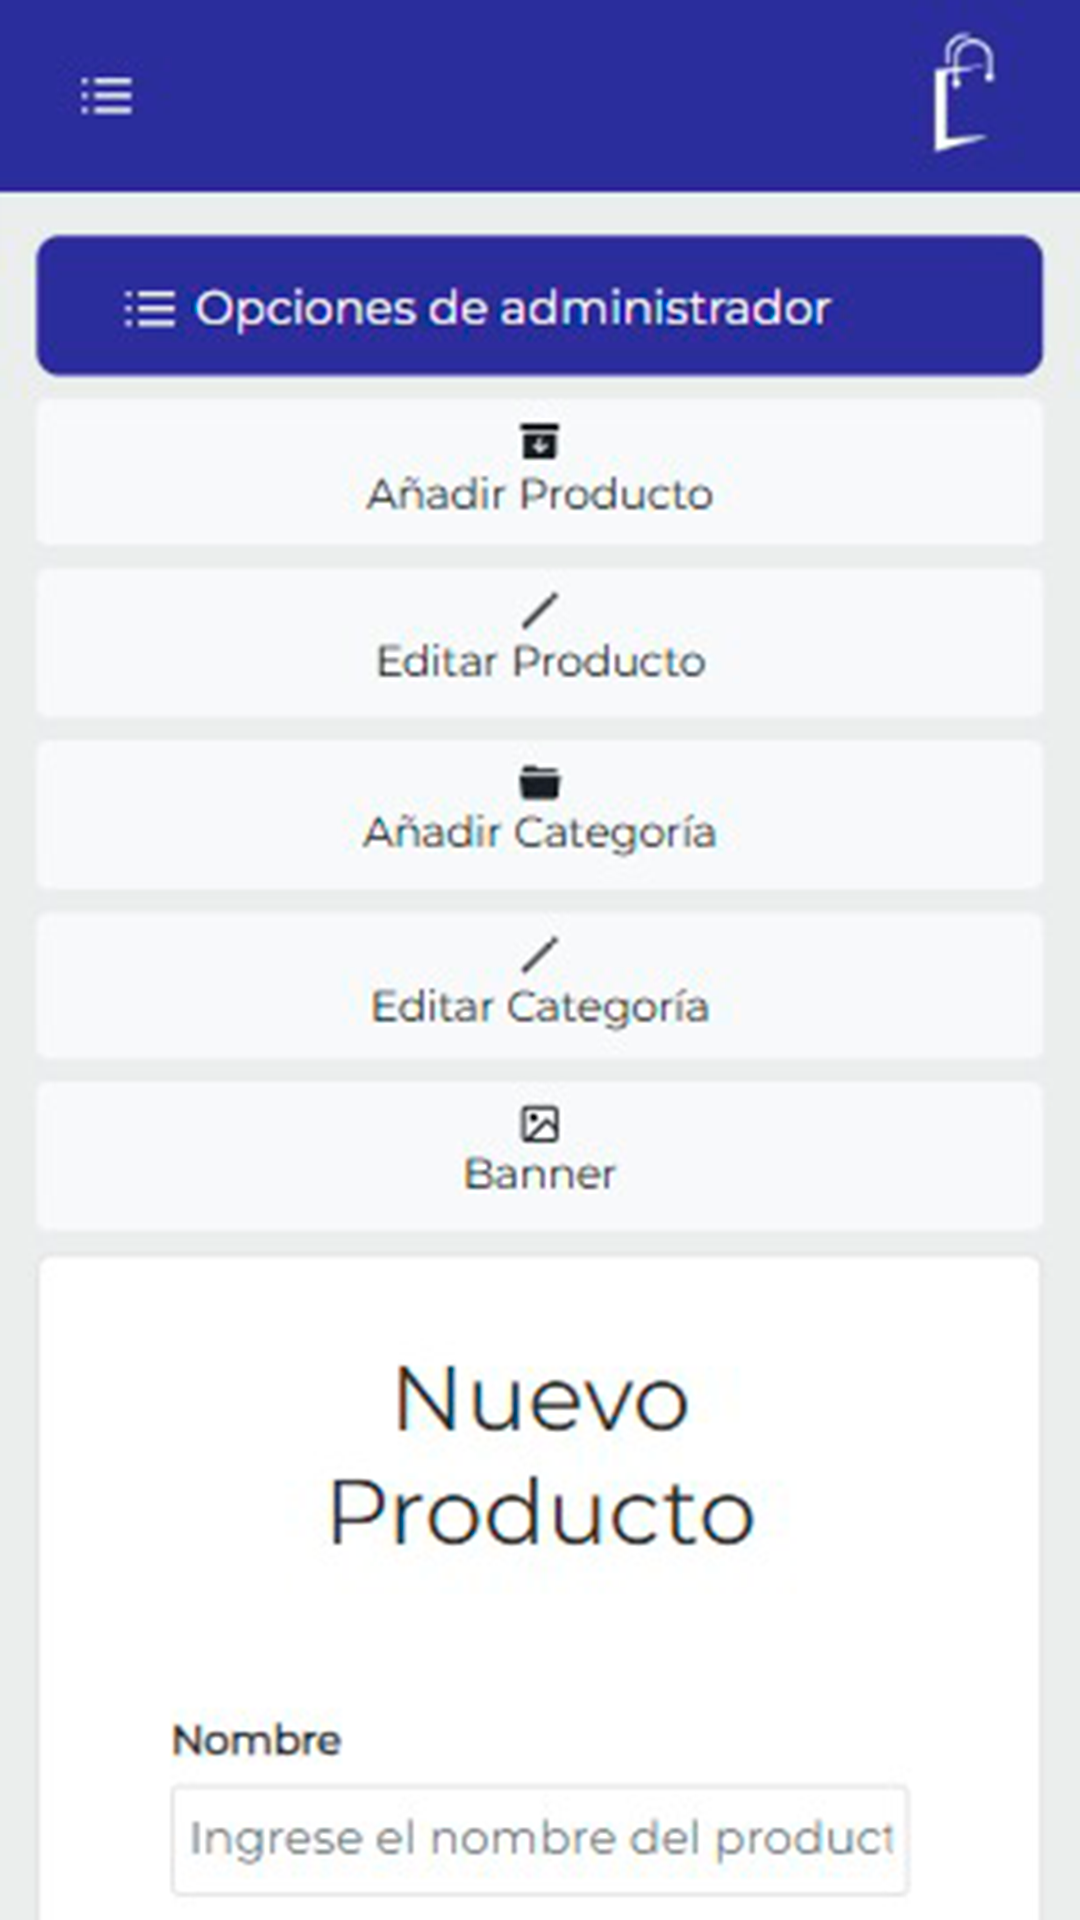 Opciones de administrador
Añadir Producto
Editar Producto
Añadir Categoría
Editar Categoría
Banner
Nuevo
Producto
Nombre
Ingrese el nombre del product